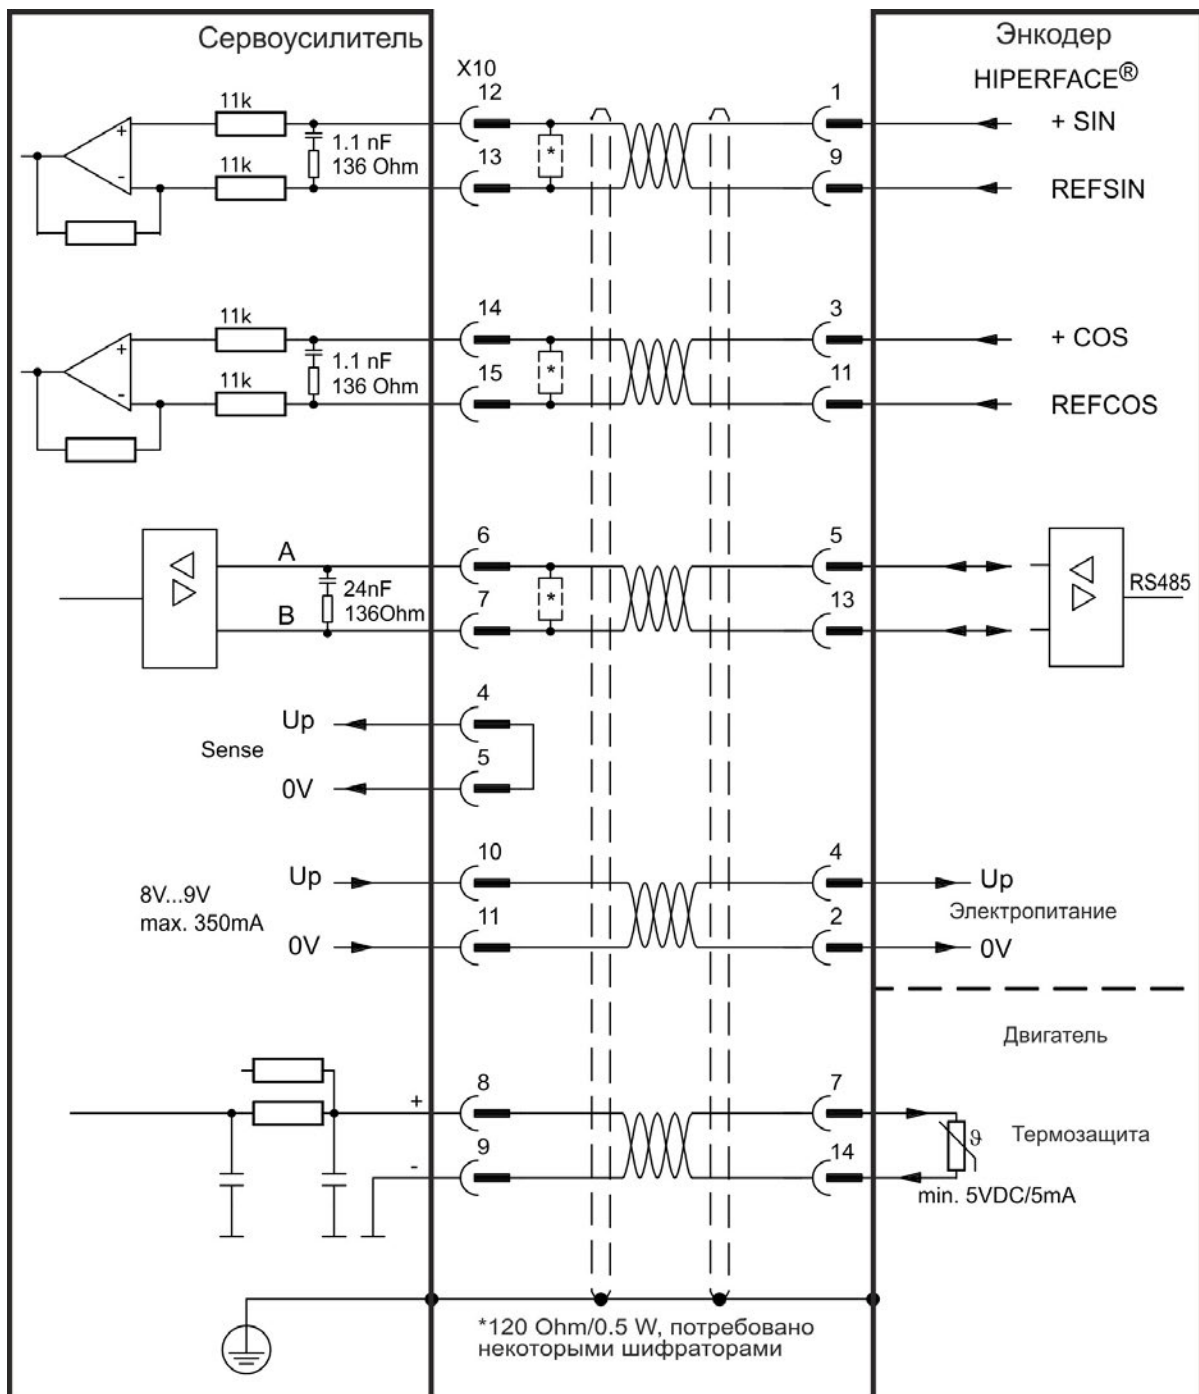 Сервоусилитель
Энкодер
HIPERFACE®
X10
11k
12
1
+ SIN
+
1.1 nF
136 Ohm
*
11k
13
9
REFSIN
-
11k
14
3
+ COS
+
1.1 nF
136 Ohm
*
11k
15
11
REFCOS
-
A
6
5
24nF
136Ohm
*
RS485
B
7
13
Up
4
Sense
5
0V
Up
10
4
Up
8V...9V
max. 350mA
Электропитание
11
2
0V
0V
Двигатель
+
8
7
ϑ
Термозащита
-
9
14
min. 5VDC/5mA
*120 Ohm/0.5 W, потребовано
некоторыми шифраторами